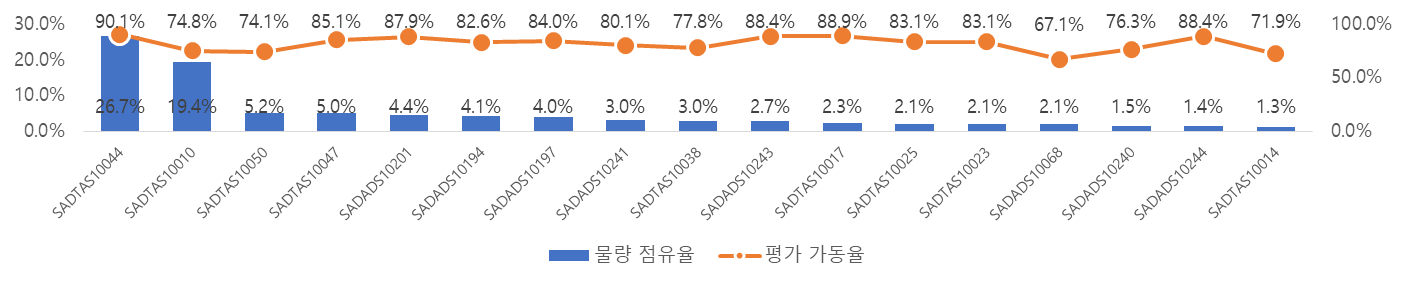 30.0%
20.0%
10.0%
0.0%
90.1% 74.8% 74.1% 85.1% 87.9% 82.6% 84.0% 80.1% 77.8% 88.4% 88.9% 83.1% 83.1% 67.1% 76.3% 88.4% 71.9%
26.7% 19.4% 5.2% 5.0% 4.4% 4.1% 4.0% 3.0% 3.0% 2.7% 2.3% 2.1% 2.1% 2.1% 1.5% 1.4% 1.3%
100.0%
50.0%
0.0%
SADTAS10044
SADTAS10010
SADTAS10050
SADTAS10047
SADADS10201
SADADS10194
SADADS10197
SADADS10241
SADTAS10038
SADADS10243
SADTAS10017
SADTAS10025
SADTAS10023
SADADS10068
SADADS10240
SADADS10244
SADTAS10014
물량 점유율 평가 가동율